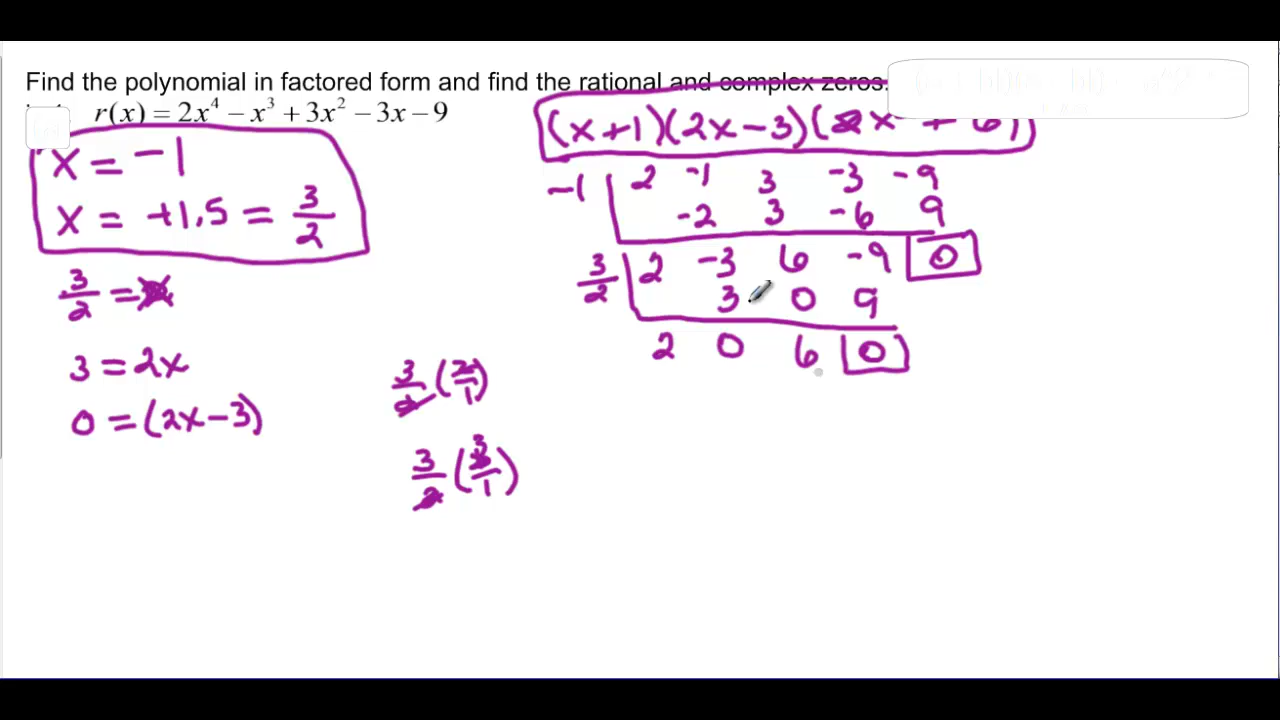 Find the polynomial in factored form and find the rational and complex zeros.
r(x) = 2x⁴ − x³ + 3x² − 3x − 9
(x+1)(2x−3)(x + 6)
x = −1
x = +1.5 = 3/2
−1 | 2 −1 3 −3 −9
−2 3 −6 9
3/2 | 2 −3 6 −9 0
3 0 9
2 0 6 0
3/2 =
3 = 2x
0 = (2x−3)
3/2 (2/1)
3/2 (3/1)